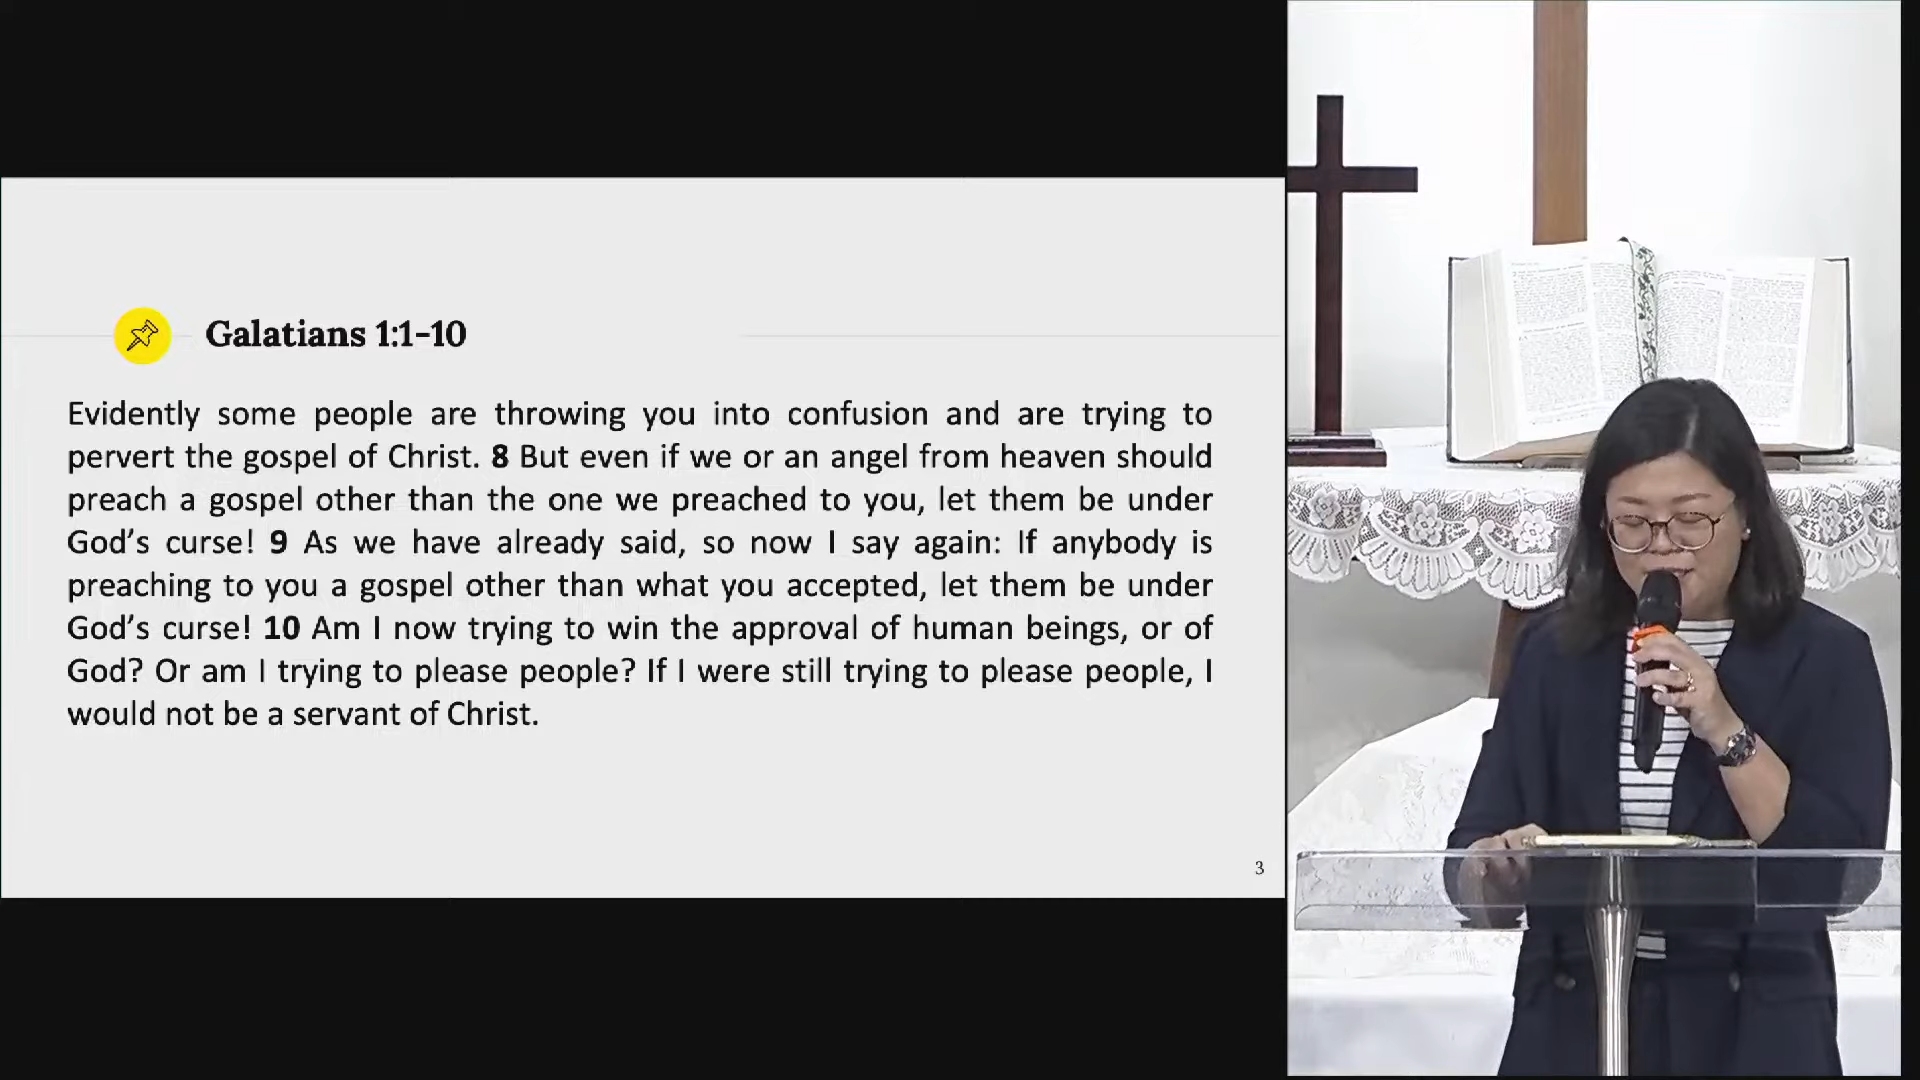 Galatians 1:1-10
Evidently some people are throwing you into confusion and are trying to
pervert the gospel of Christ. 8 But even if we or an angel from heaven should
preach a gospel other than the one we preached to you, let them be under
God’s curse! 9 As we have already said, so now I say again: If anybody is
preaching to you a gospel other than what you accepted, let them be under
God’s curse! 10 Am I now trying to win the approval of human beings, or of
God? Or am I trying to please people? If I were still trying to please people, I
would not be a servant of Christ.
3